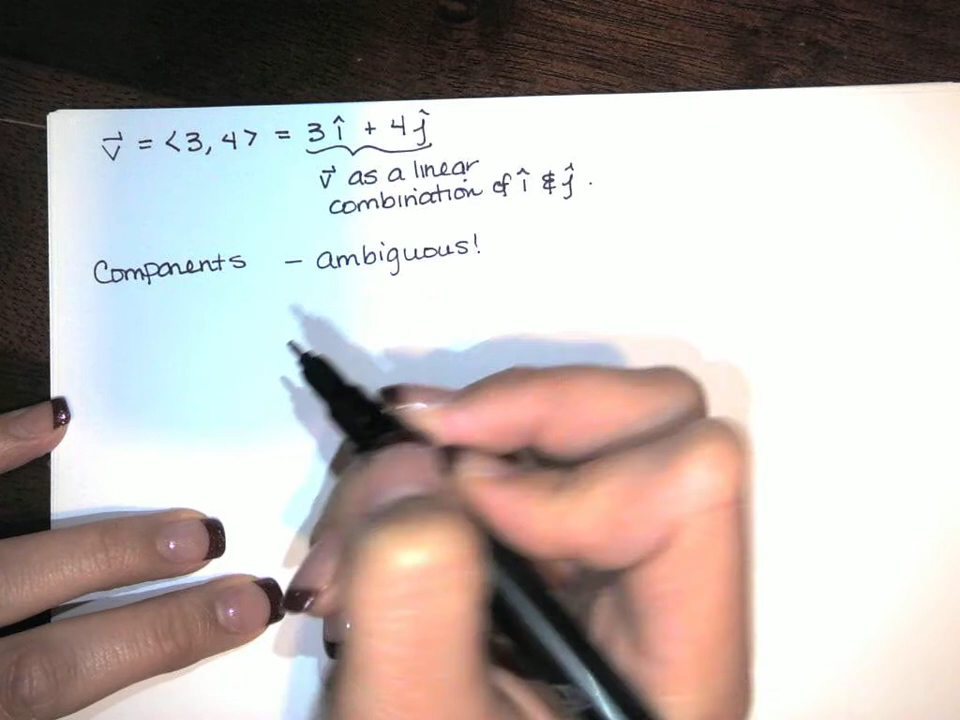 v⃗ = <3, 4> = 3î + 4ĵ
v⃗ as a linear
combination of î & ĵ.
Components – ambiguous!